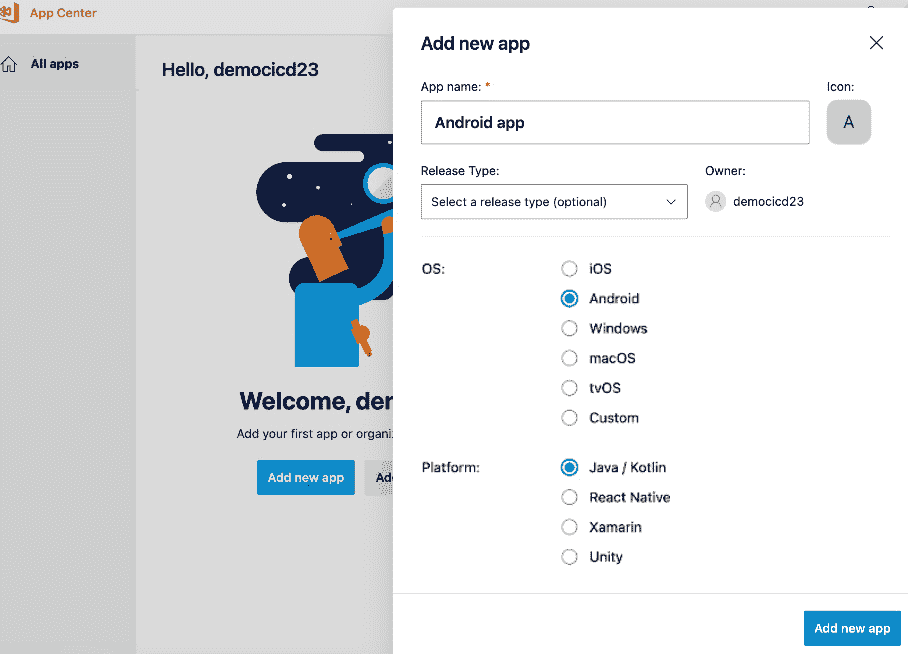 App Center
All apps
Hello, democicd23
Welcome, der
Add your first app or organi
Add new app
Add new app
App name: *
Icon:
Android app
A
Release Type:
Owner:
Select a release type (optional)
democicd23
OS:
iOS
Android
Windows
macOS
tvOS
Custom
Platform:
Java / Kotlin
React Native
Xamarin
Unity
Add new app